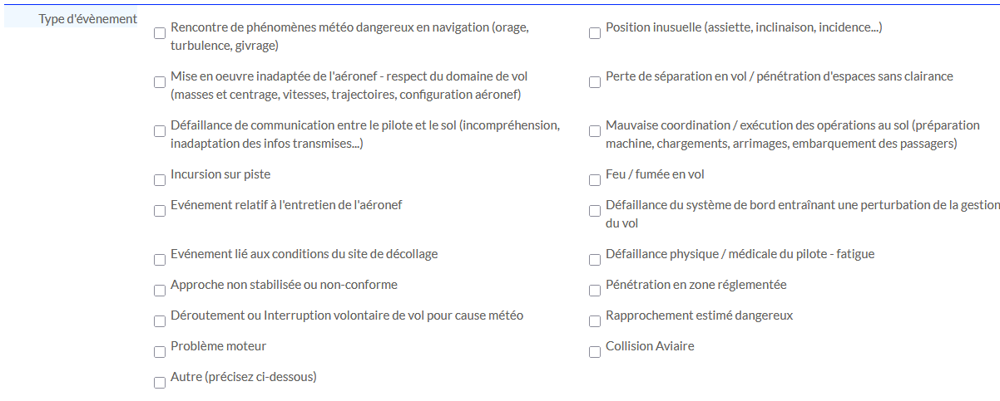 Type d'évènement
Rencontre de phénomènes météo dangereux en navigation (orage,
turbulence, givrage)
Position inusuelle (assiette, inclinaison, incidence...)
Mise en oeuvre inadaptée de l'aéronef - respect du domaine de vol
(masses et centrage, vitesses, trajectoires, configuration aéronef)
Perte de séparation en vol / pénétration d'espaces sans clairance
Défaillance de communication entre le pilote et le sol (incompréhension,
inadaptation des infos transmises...)
Mauvaise coordination / exécution des opérations au sol (préparation
machine, chargements, arrimages, embarquement des passagers)
Incursion sur piste
Feu / fumée en vol
Evénement relatif à l'entretien de l'aéronef
Défaillance du système de bord entraînant une perturbation de la gestion
du vol
Evénement lié aux conditions du site de décollage
Défaillance physique / médicale du pilote - fatigue
Approche non stabilisée ou non-conforme
Pénétration en zone réglementée
Déroutement ou Interruption volontaire de vol pour cause météo
Rapprochement estimé dangereux
Problème moteur
Collision Aviaire
Autre (précisez ci-dessous)